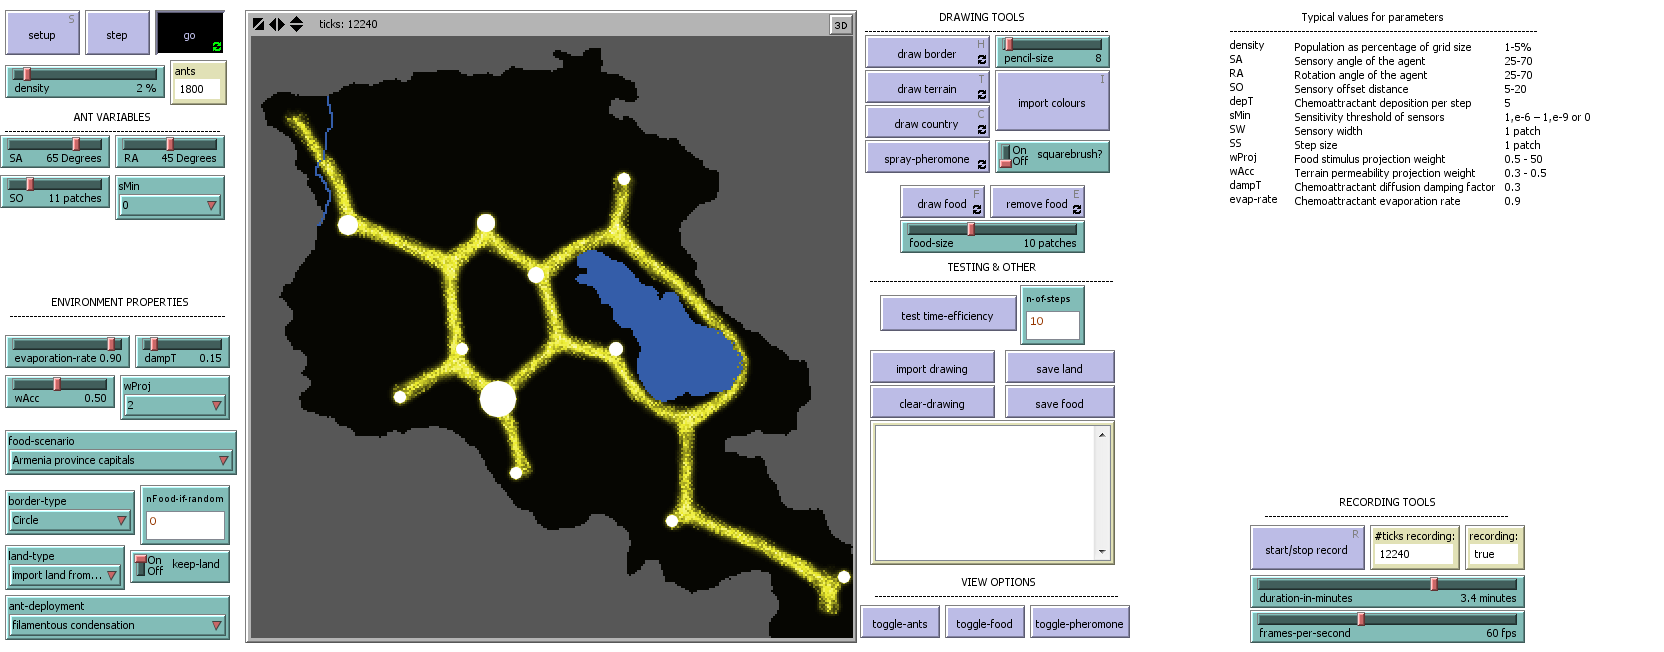 S
setup
step
go
density
2 %
ants
1800
ANT VARIABLES
SA
65 Degrees
RA
45 Degrees
SO
11 patches
sMin
0
ENVIRONMENT PROPERTIES
evaporation-rate 0.90
dampT
0.15
wAcc
0.50
wProj
2
food-scenario
Armenia province capitals
border-type
Circle
nFood-if-random
0
land-type
import land from...
On
Off
keep-land
ant-deployment
filamentous condensation
ticks: 12240
3D
DRAWING TOOLS
draw border
H
pencil-size
8
draw terrain
T
import colours
I
draw country
C
spray-pheromone
On
Off
squarebrush?
draw food
F
remove food
E
food-size
10 patches
TESTING & OTHER
test time-efficiency
n-of-steps
10
import drawing
save land
clear-drawing
save food
VIEW OPTIONS
toggle-ants
toggle-food
toggle-pheromone
Typical values for parameters
density Population as percentage of grid size 1-5%
SA Sensory angle of the agent 25-70
RA Rotation angle of the agent 25-70
SO Sensory offset distance 5-20
depT Chemoattractant deposition per step 5
sMin Sensitivity threshold of sensors 1,e-6 – 1,e-9 or 0
SW Sensory width 1 patch
SS Step size 1 patch
wProj Food stimulus projection weight 0.5 - 50
wAcc Terrain permeability projection weight 0.3 - 0.5
dampT Chemoattractant diffusion damping factor 0.3
evap-rate Chemoattractant evaporation rate 0.9
RECORDING TOOLS
start/stop record
R
#ticks recording:
12240
recording:
true
duration-in-minutes
3.4 minutes
frames-per-second
60 fps